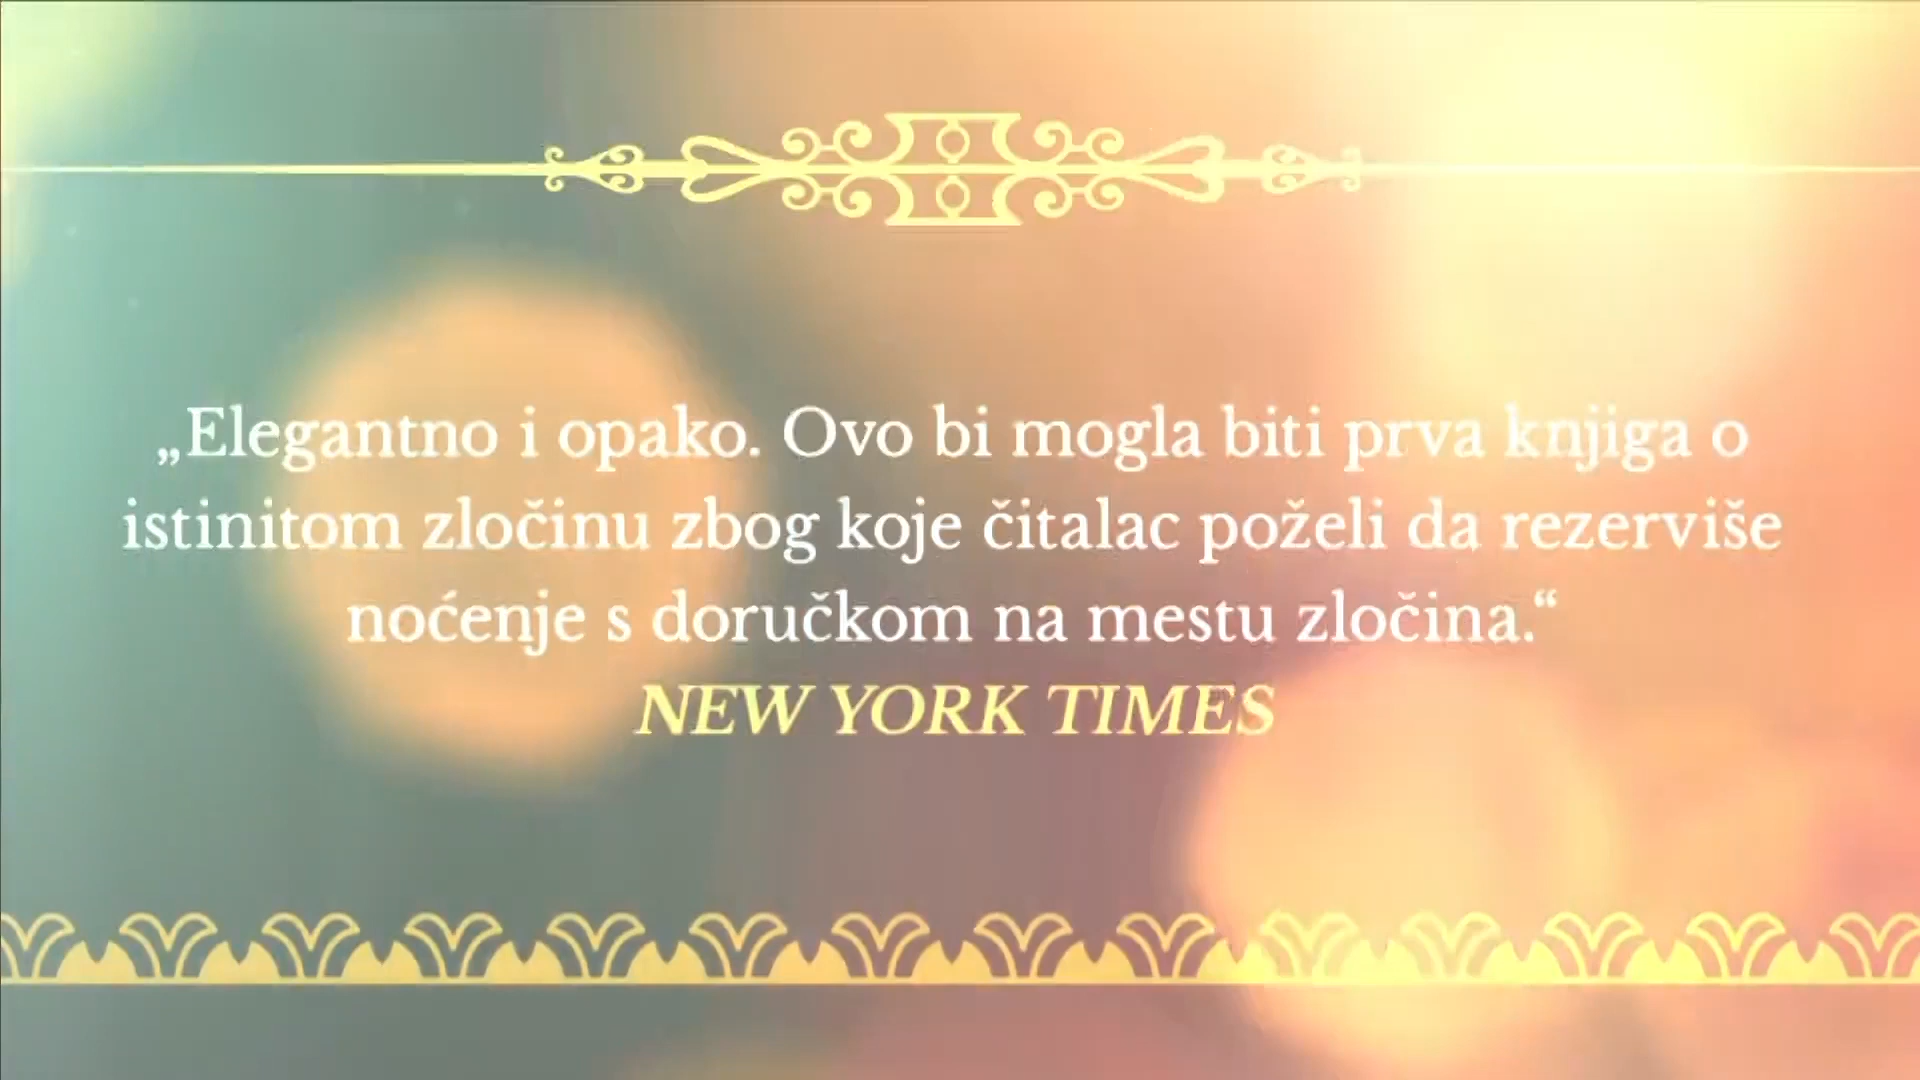 „Elegantno i opako. Ovo bi mogla biti prva knjiga o
istinitom zločinu zbog koje čitalac poželi da rezerviše
noćenje s doručkom na mestu zločina.“
NEW YORK TIMES